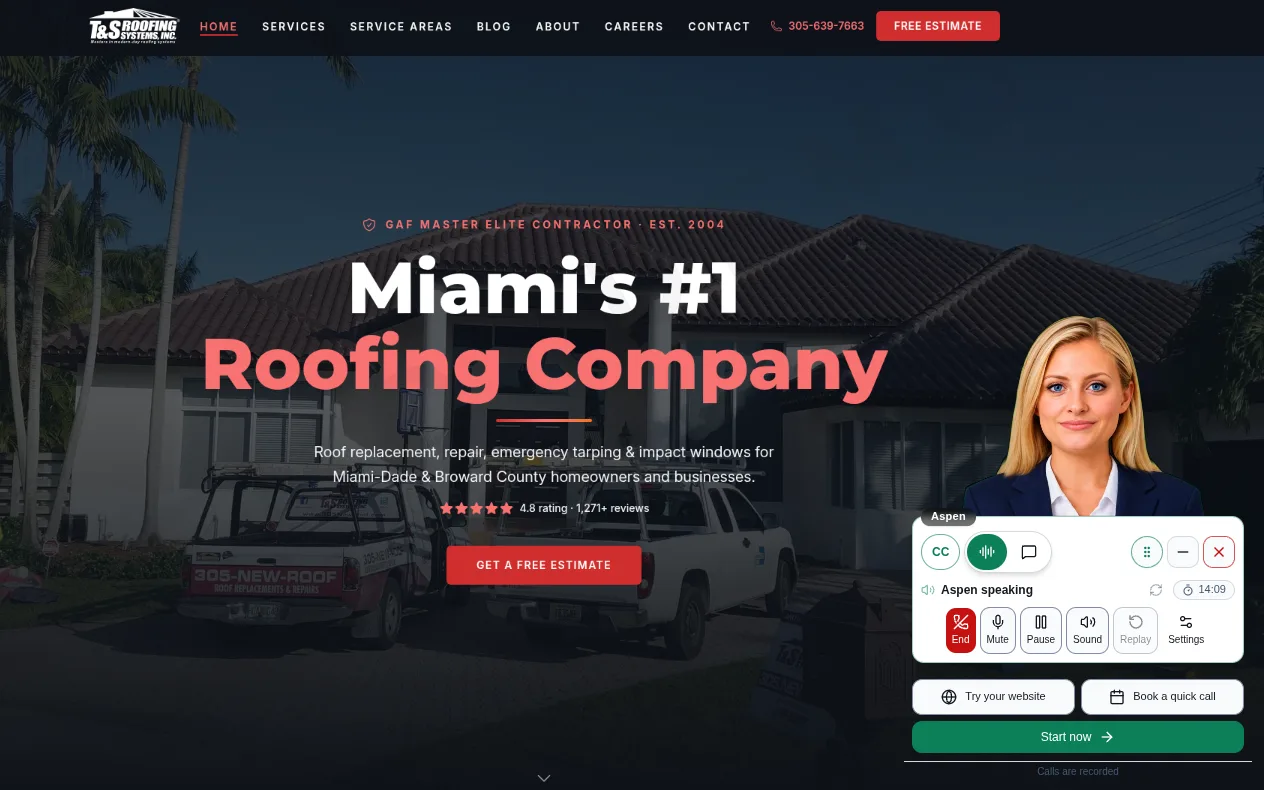 T&S ROOFING
SYSTEMS, INC.
HOME
SERVICES
SERVICE AREAS
BLOG
ABOUT
CAREERS
CONTACT
305-639-7663
FREE ESTIMATE
GAF MASTER ELITE CONTRACTOR · EST. 2004
Miami's #1
Roofing Company
Roof replacement, repair, emergency tarping & impact windows for
Miami-Dade & Broward County homeowners and businesses.
4.8 rating · 1,271+ reviews
GET A FREE ESTIMATE
305-NEW-ROOF
ROOF REPLACEMENTS & REPAIRS
Aspen
CC
Aspen speaking
14:09
End
Mute
Pause
Sound
Replay
Settings
Try your website
Book a quick call
Start now
Calls are recorded